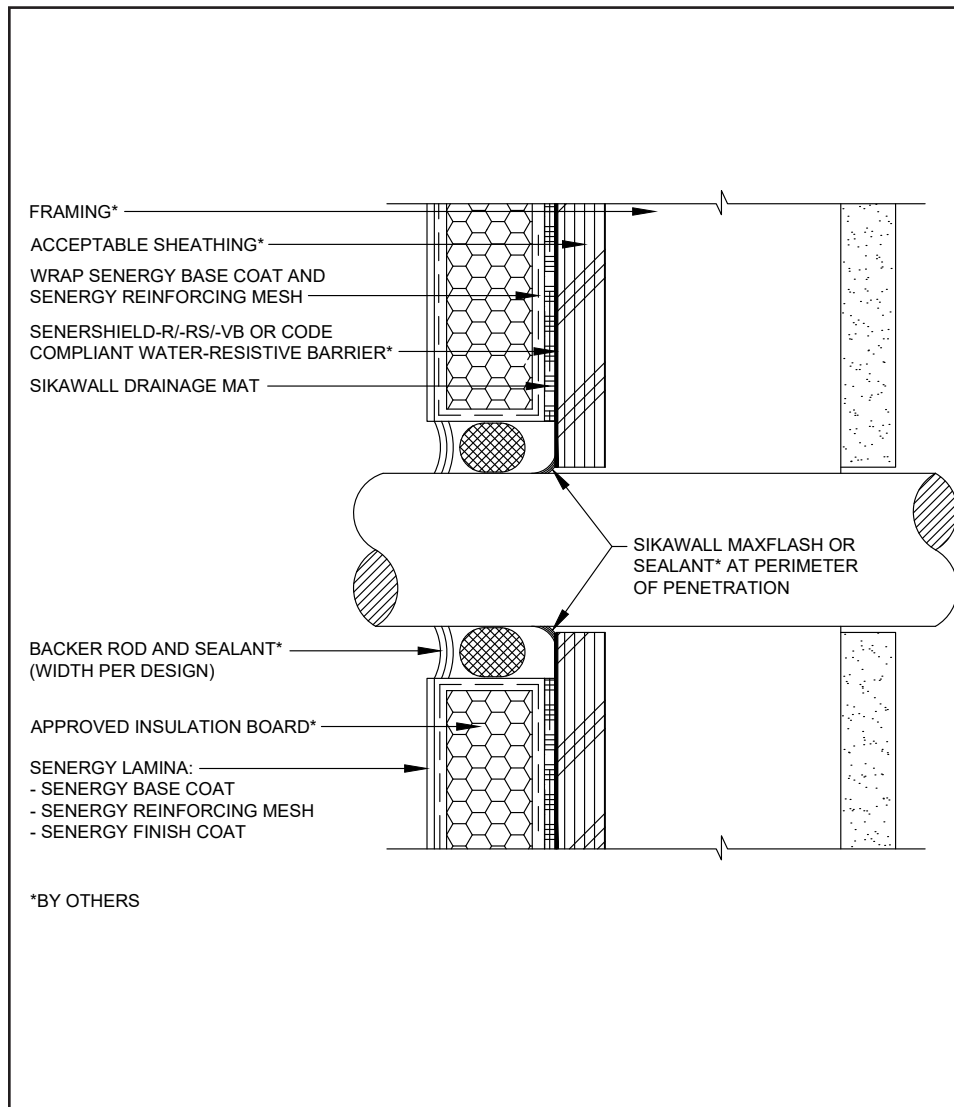 FRAMING*
ACCEPTABLE SHEATHING*
WRAP SENERGY BASE COAT AND
SENERGY REINFORCING MESH
SENERSHIELD-R/-RS/-VB OR CODE
COMPLIANT WATER-RESISTIVE BARRIER*
SIKAWALL DRAINAGE MAT
SIKAWALL MAXFLASH OR
SEALANT* AT PERIMETER
OF PENETRATION
BACKER ROD AND SEALANT*
(WIDTH PER DESIGN)
APPROVED INSULATION BOARD*
SENERGY LAMINA:
- SENERGY BASE COAT
- SENERGY REINFORCING MESH
- SENERGY FINISH COAT
*BY OTHERS